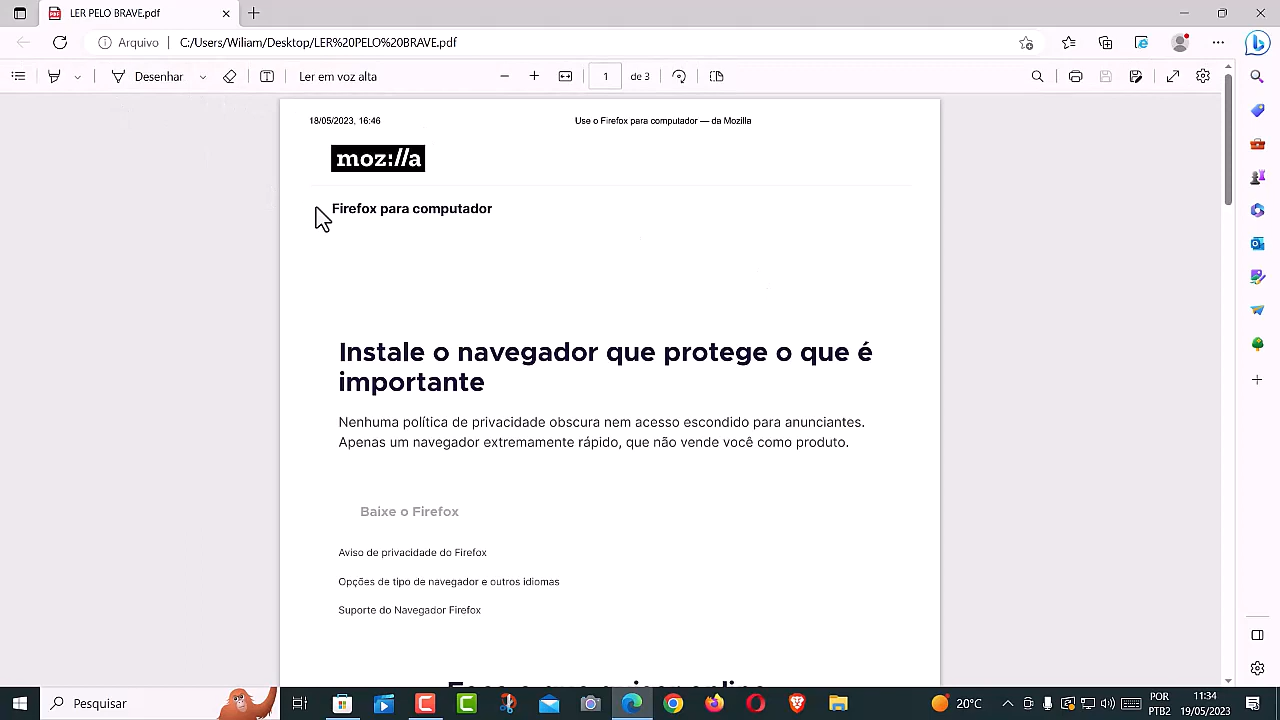 LER PELO BRAVE.pdf
Arquivo C:/Users/Wiliam/Desktop/LER%20PELO%20BRAVE.pdf
Desenhar Ler em voz alta 1 de 3
18/05/2023, 16:46 Use o Firefox para computador — da Mozilla
moz://a
Firefox para computador
Instale o navegador que protege o que é
importante
Nenhuma política de privacidade obscura nem acesso escondido para anunciantes.
Apenas um navegador extremamente rápido, que não vende você como produto.
Baixe o Firefox
Aviso de privacidade do Firefox
Opções de tipo de navegador e outros idiomas
Suporte do Navegador Firefox
Pesquisar 20°C POR 11:34
PTB2 19/05/2023